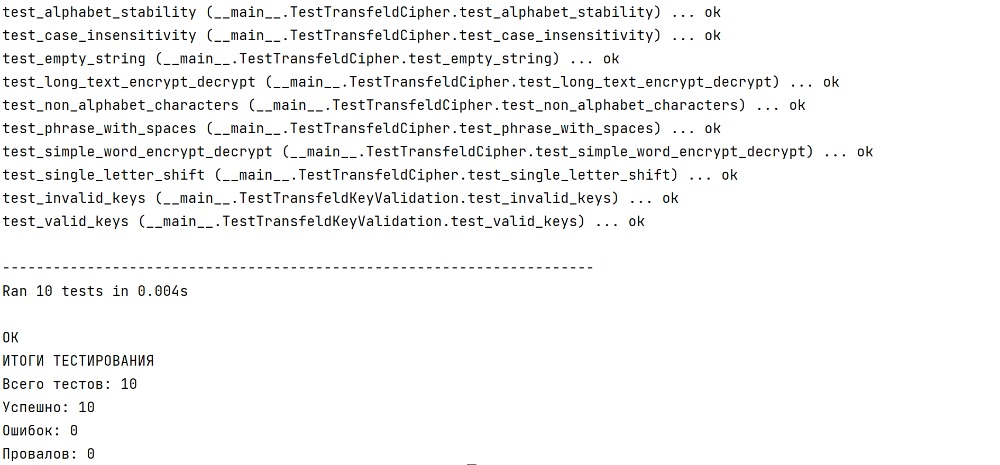 test_alphabet_stability (__main__.TestTransfeldCipher.test_alphabet_stability) ... ok
test_case_insensitivity (__main__.TestTransfeldCipher.test_case_insensitivity) ... ok
test_empty_string (__main__.TestTransfeldCipher.test_empty_string) ... ok
test_long_text_encrypt_decrypt (__main__.TestTransfeldCipher.test_long_text_encrypt_decrypt) ... ok
test_non_alphabet_characters (__main__.TestTransfeldCipher.test_non_alphabet_characters) ... ok
test_phrase_with_spaces (__main__.TestTransfeldCipher.test_phrase_with_spaces) ... ok
test_simple_word_encrypt_decrypt (__main__.TestTransfeldCipher.test_simple_word_encrypt_decrypt) ... ok
test_single_letter_shift (__main__.TestTransfeldCipher.test_single_letter_shift) ... ok
test_invalid_keys (__main__.TestTransfeldKeyValidation.test_invalid_keys) ... ok
test_valid_keys (__main__.TestTransfeldKeyValidation.test_valid_keys) ... ok
----------------------------------------------------------------------
Ran 10 tests in 0.004s
OK
ИТОГИ ТЕСТИРОВАНИЯ
Всего тестов: 10
Успешно: 10
Ошибок: 0
Провалов: 0